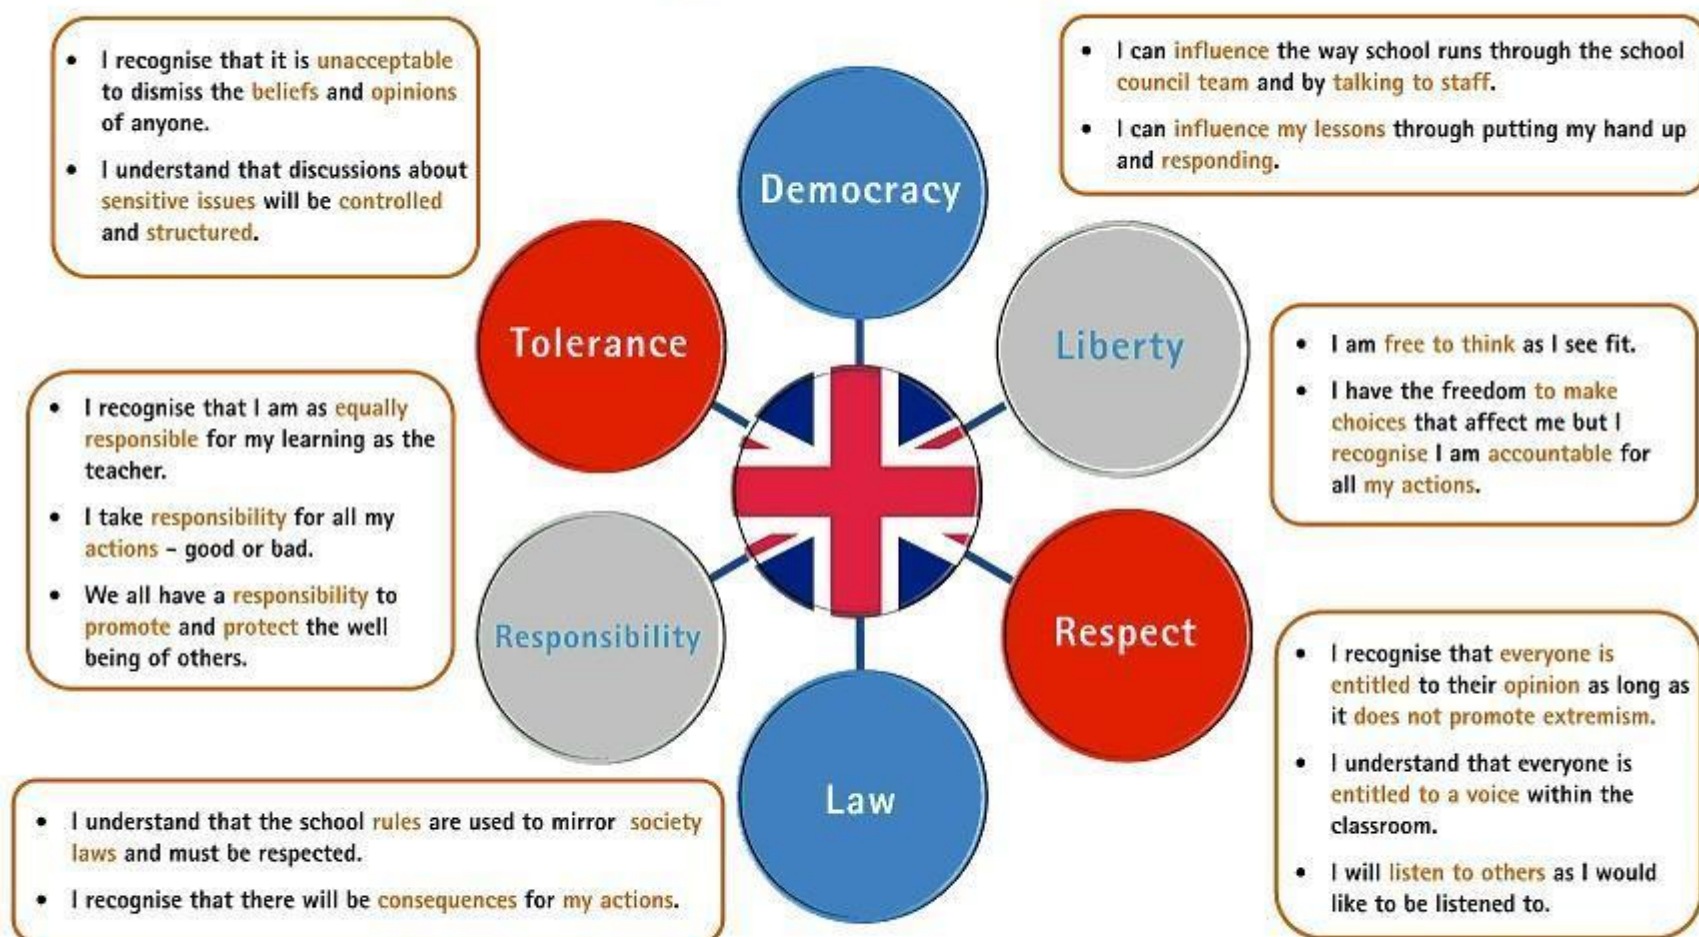 • I recognise that it is unacceptable
to dismiss the beliefs and opinions
of anyone.
• I understand that discussions about
sensitive issues will be controlled
and structured.
Democracy
• I can influence the way school runs through the school
council team and by talking to staff.
• I can influence my lessons through putting my hand up
and responding.
Tolerance
Liberty
• I am free to think as I see fit.
• I have the freedom to make
choices that affect me but I
recognise I am accountable for
all my actions.
• I recognise that I am as equally
responsible for my learning as the
teacher.
• I take responsibility for all my
actions – good or bad.
• We all have a responsibility to
promote and protect the well
being of others.
Responsibility
Respect
• I recognise that everyone is
entitled to their opinion as long as
it does not promote extremism.
• I understand that everyone is
entitled to a voice within the
classroom.
• I will listen to others as I would
like to be listened to.
Law
• I understand that the school rules are used to mirror society
laws and must be respected.
• I recognise that there will be consequences for my actions.